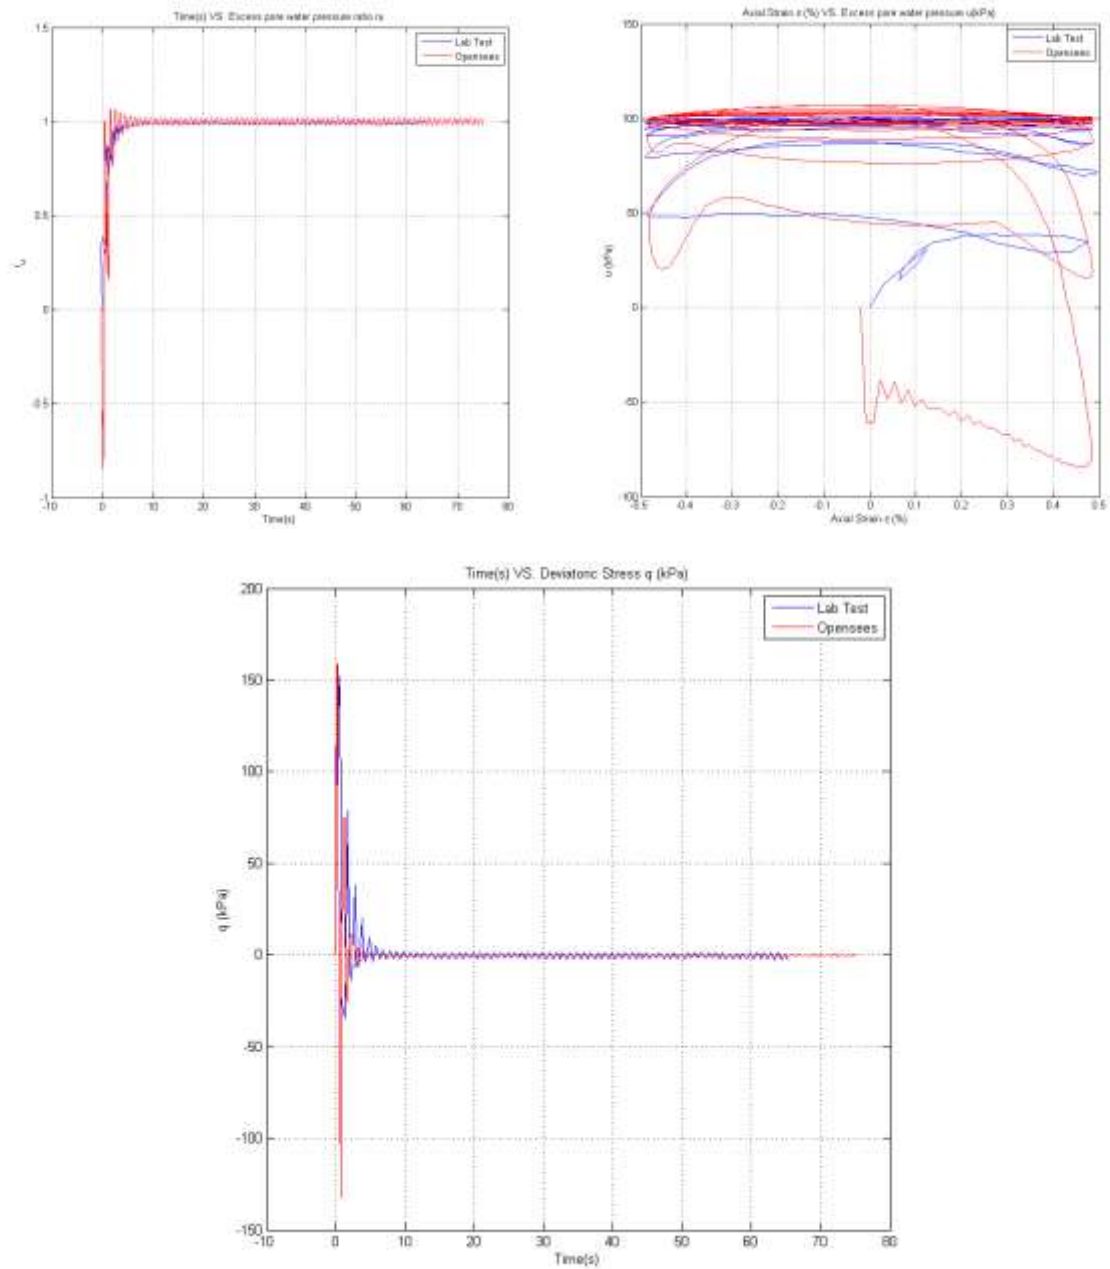 Time(s) VS. Excess pore water pressure ratio ru
1.5
1
0.5
0
-0.5
-1
-10 0 10 20 30 40 50 60 70 80
Time(s)
Lab Test
Opensees
Axial Strain ε (%) VS. Excess pore water pressure u(kPa)
150
100
50
0
-50
-100
-0.5 -0.4 -0.3 -0.2 -0.1 0 0.1 0.2 0.3 0.4 0.5
u (kPa)
Axial Strain ε (%)
Lab Test
Opensees
Time(s) VS. Deviatoric Stress q (kPa)
200
150
100
50
0
-50
-100
-150
-10 0 10 20 30 40 50 60 70 80
q (kPa)
Time(s)
Lab Test
Opensees